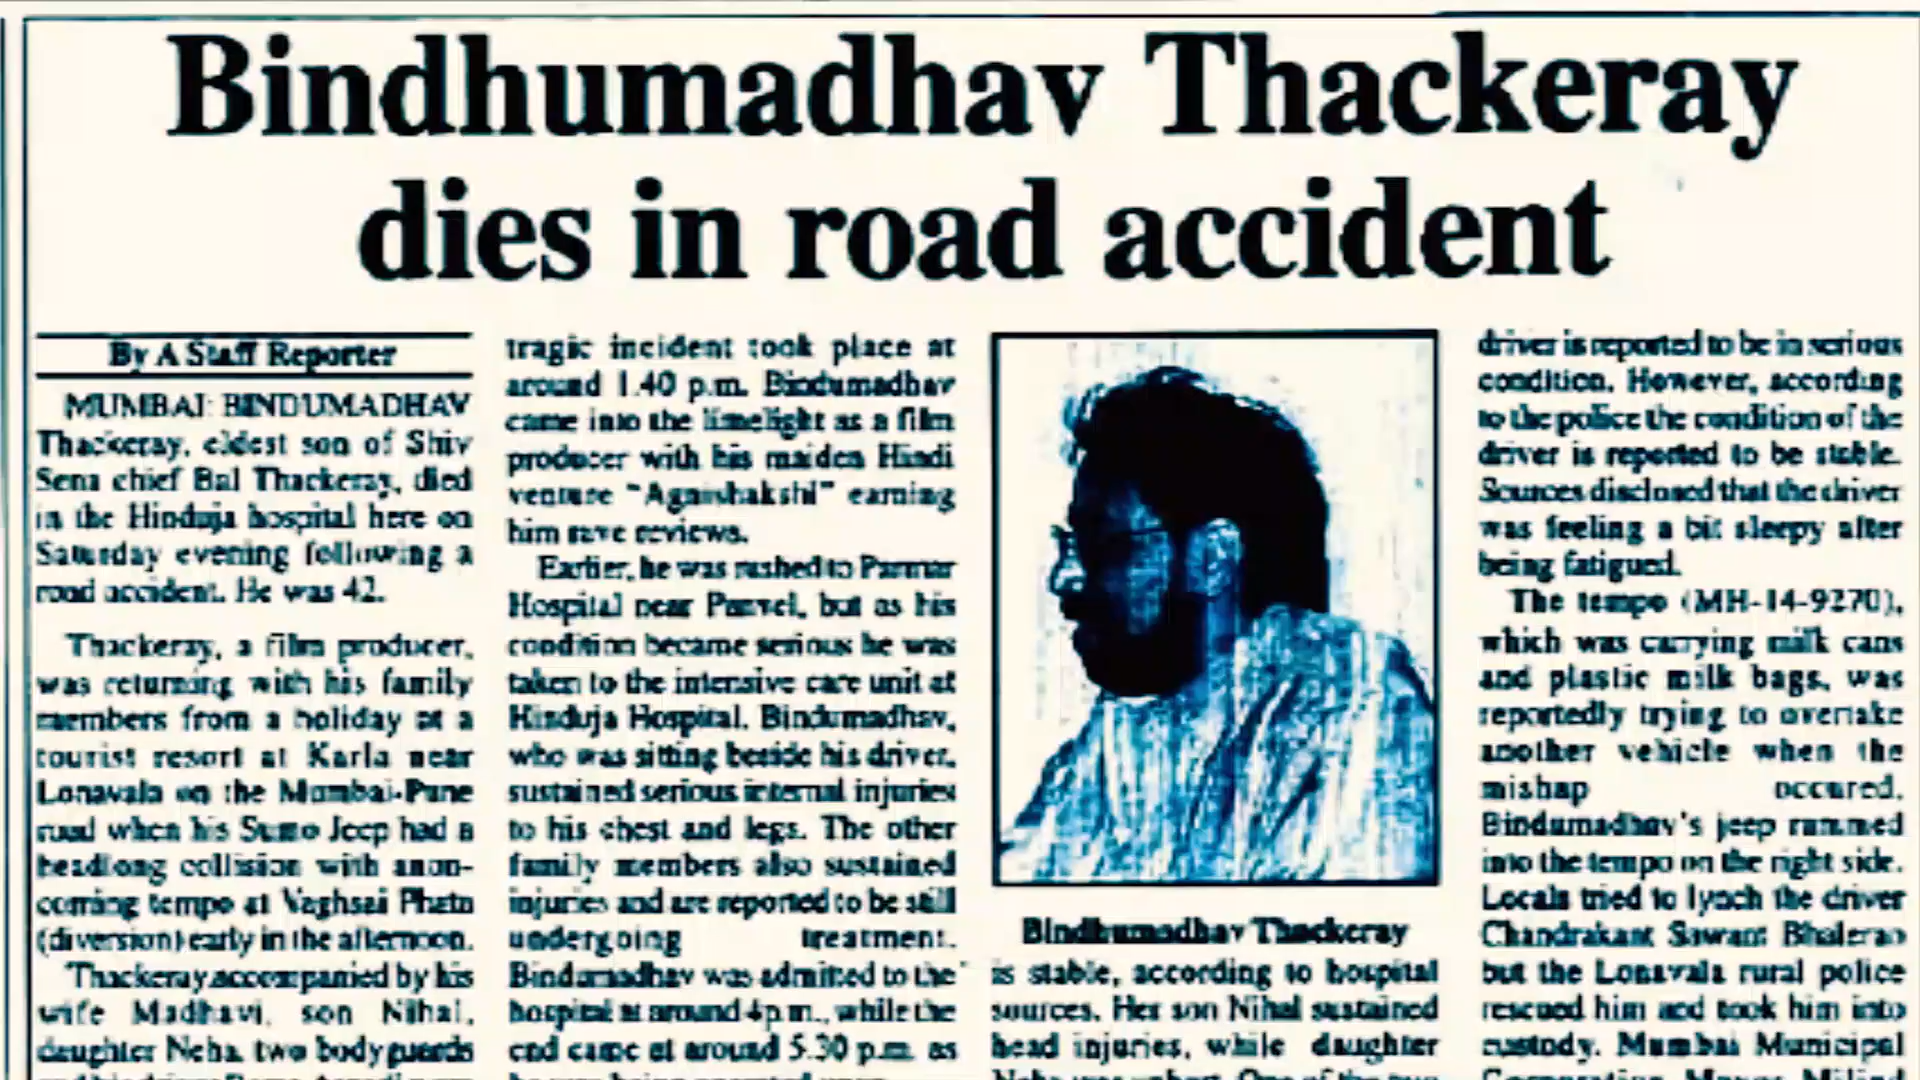 Bindhumadhav Thackeray
dies in road accident
By A Staff Reporter
MUMBAI: BINDUMADHAV
Thackeray, eldest son of Shiv
Sena chief Bal Thackeray, died
in the Hinduja hospital here on
Saturday evening following a
road accident. He was 42.
Thackeray, a film producer,
was returning with his family
members from a holiday at a
tourist resort at Karla near
Lonavala on the Mumbai-Pune
road when his Sumo Jeep had a
headlong collision with anon-
coming tempo at Vaghsai Phata
(diversion) early in the afternoon.
Thackeray accompanied by his
wife Madhavi, son Nihal,
daughter Neha, two bodyguards
tragic incident took place at
around 1.40 p.m. Bindumadhav
came into the limelight as a film
producer with his maiden Hindi
venture "Agnishakshi" earning
him rave reviews.
Earlier, he was rushed to Parmar
Hospital near Panvel, but as his
condition became serious he was
taken to the intensive care unit at
Hinduja Hospital. Bindumadhav,
who was sitting beside his driver,
sustained serious internal injuries
to his chest and legs. The other
family members also sustained
injuries and are reported to be still
undergoing treatment.
Bindamadhav was admitted to the
hospital at around 4p.m., while the
end came at around 5.30 p.m. as
Bindhumadhav Thackeray
is stable, according to hospital
sources. Her son Nihal sustained
head injuries, while daughter
Neha was unhurt. One of the two
driver is reported to be in serious
condition. However, according
to the police the condition of the
driver is reported to be stable.
Sources disclosed that the driver
was feeling a bit sleepy after
being fatigued.
The tempo (MH-14-9270),
which was carrying milk cans
and plastic milk bags, was
reportedly trying to overtake
another vehicle when the
mishap occured.
Bindumadhav's jeep rammed
into the tempo on the right side.
Locals tried to lynch the driver
Chandrakant Sawant Bhalerao
but the Lonavala rural police
rescued him and took him into
custody. Mumbai Municipal